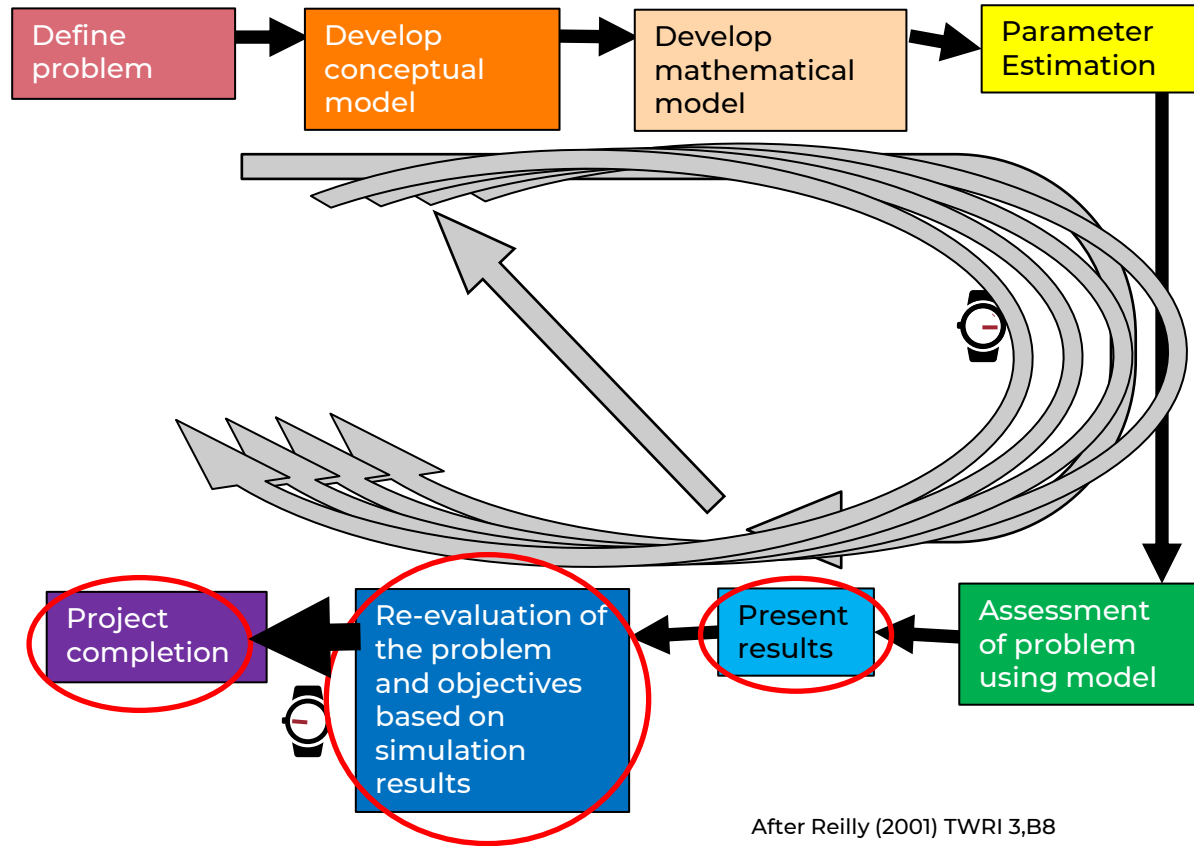 Define
problem
Develop
conceptual
model
Develop
mathematical
model
Parameter
Estimation
Project
completion
Re-evaluation of
the problem
and objectives
based on
simulation
results
Present
results
Assessment
of problem
using model
After Reilly (2001) TWRI 3,B8